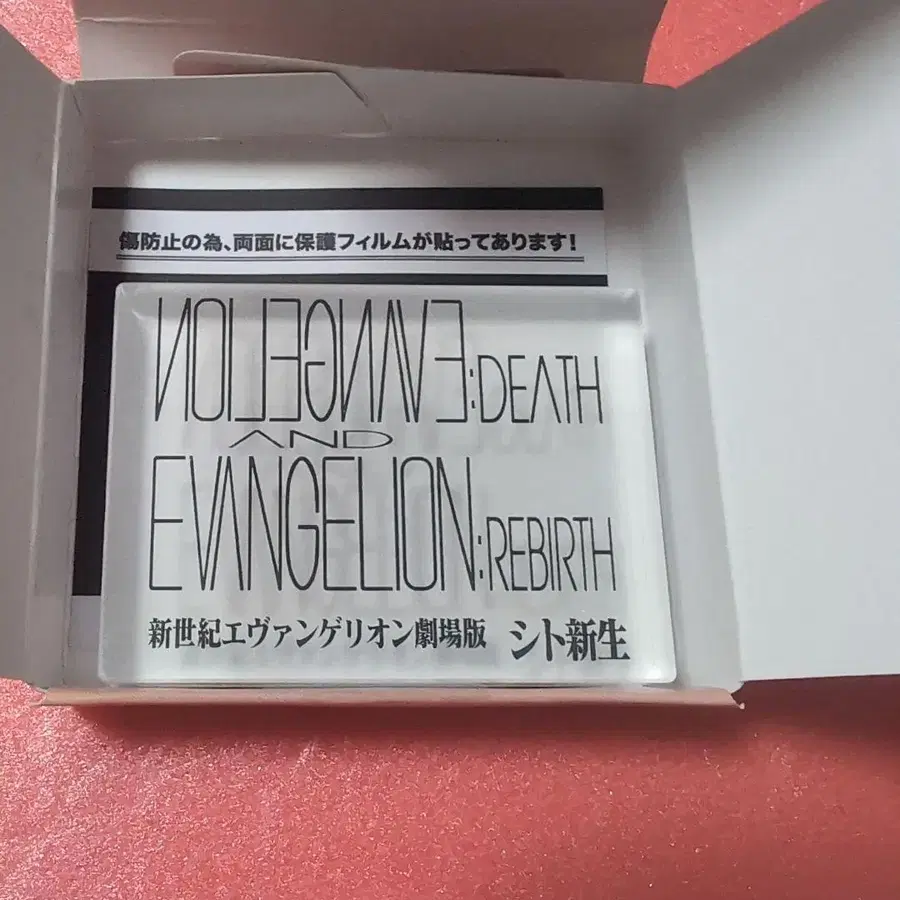 傷防止の為、両面に保護フィルムが貼ってあります!
EVANGELION:DEATH
AND
EVANGELION:REBIRTH
新世紀エヴァンゲリオン劇場版 シト新生